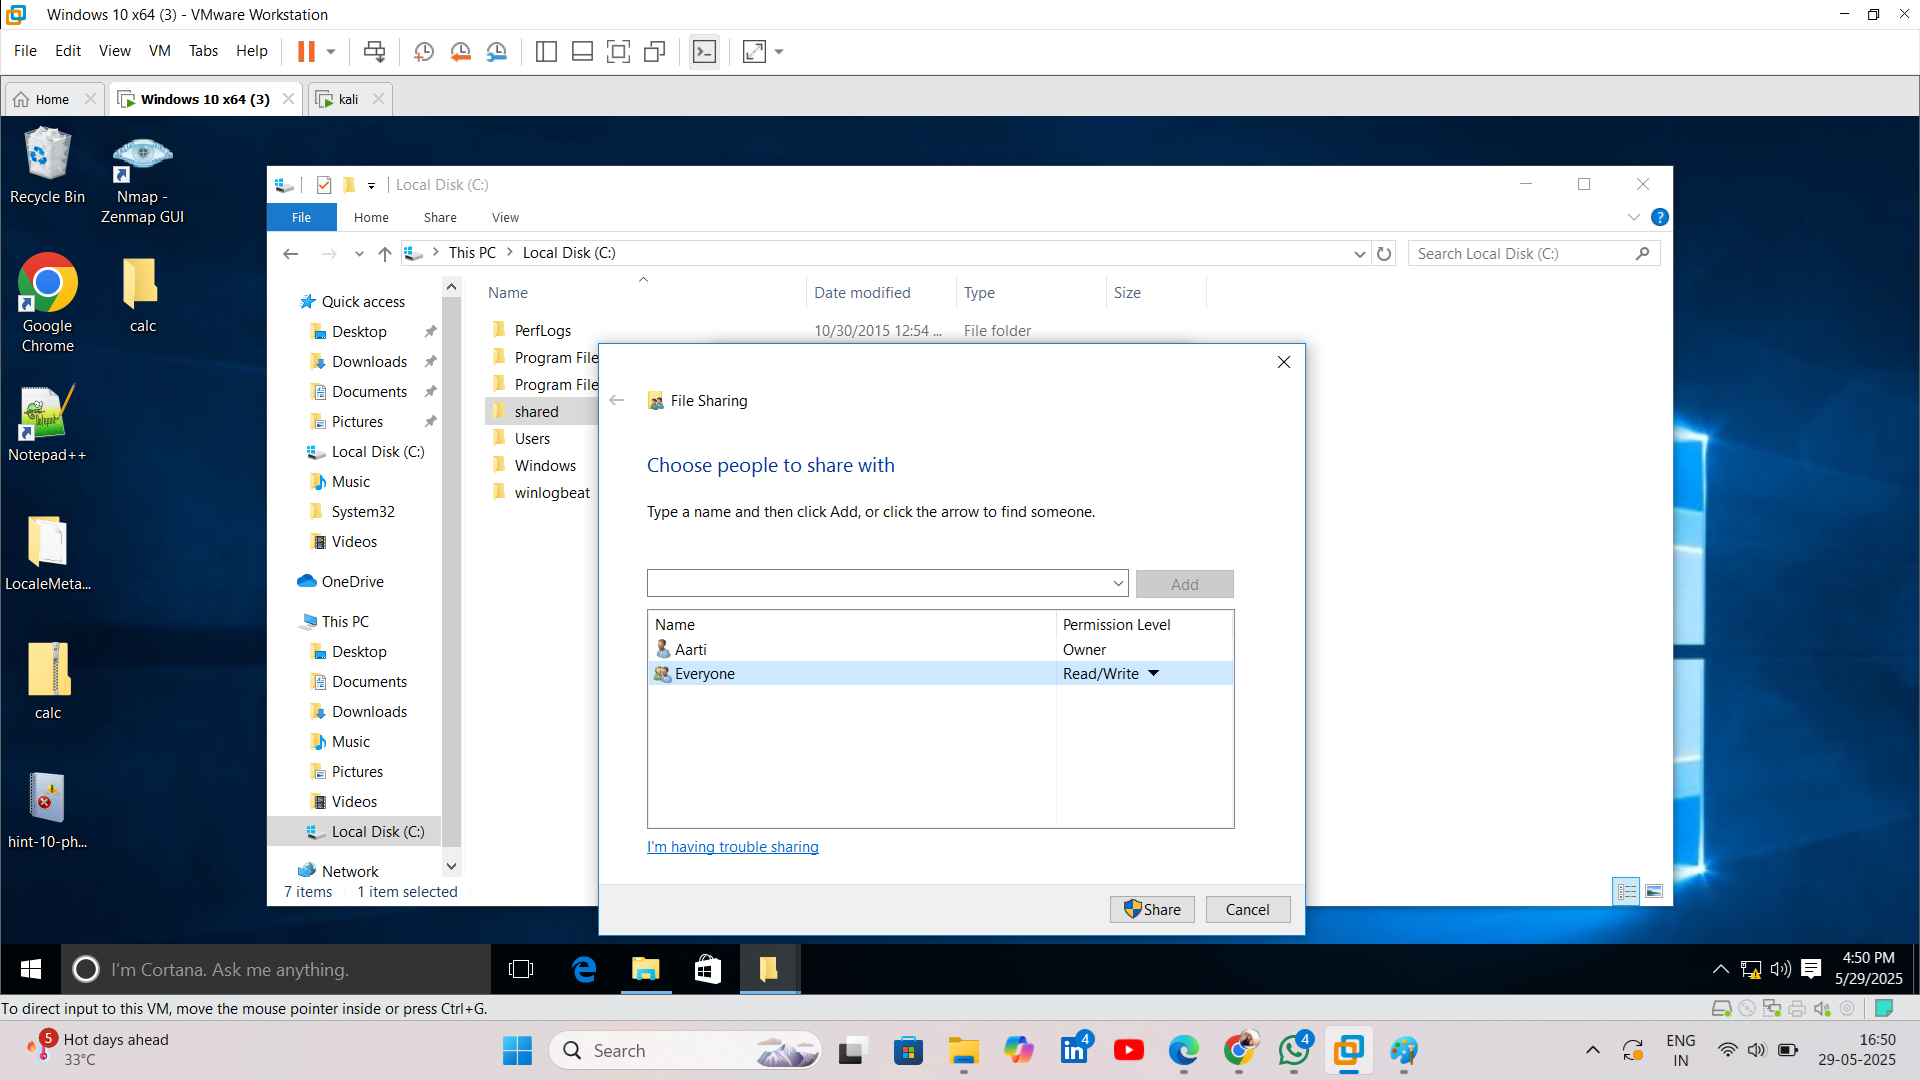 Windows 10 x64 (3) - VMware Workstation
File Edit View VM Tabs Help
Home Windows 10 x64 (3) kali
Recycle Bin
Nmap -
Zenmap GUI
Google
Chrome
calc
Notepad++
LocaleMeta...
calc
hint-10-ph...
Local Disk (C:)
File Home Share View
This PC Local Disk (C:)
Search Local Disk (C:)
Name Date modified Type Size
Quick access
Desktop
Downloads
Documents
Pictures
Local Disk (C:)
Music
System32
Videos
OneDrive
This PC
Desktop
Documents
Downloads
Music
Pictures
Videos
Local Disk (C:)
Network
PerfLogs 10/30/2015 12:54 ... File folder
Program File
Program File
shared
Users
Windows
winlogbeat
7 items 1 item selected
File Sharing
Choose people to share with
Type a name and then click Add, or click the arrow to find someone.
Add
Name Permission Level
Aarti Owner
Everyone Read/Write
I'm having trouble sharing
Share Cancel
I'm Cortana. Ask me anything.
4:50 PM
5/29/2025
To direct input to this VM, move the mouse pointer inside or press Ctrl+G.
5
Hot days ahead
33°C
Search
4
4
ENG
IN
16:50
29-05-2025